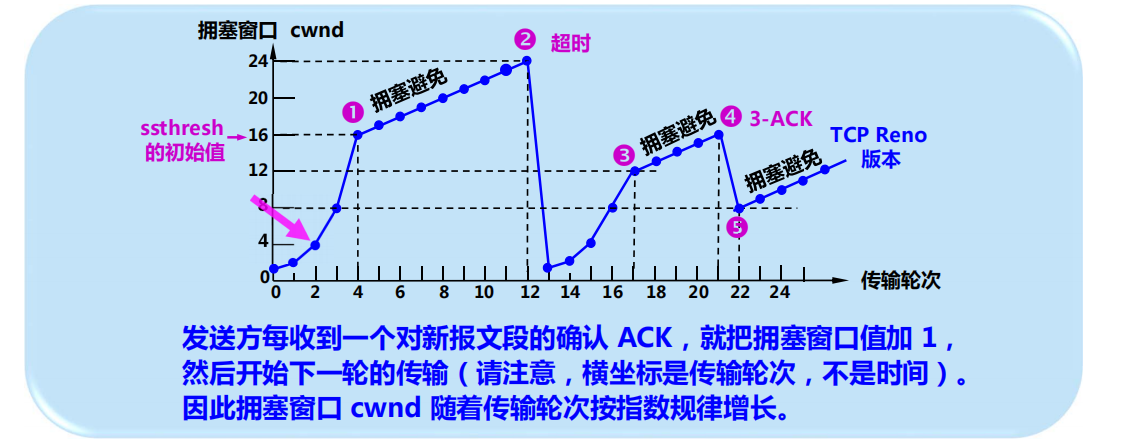 拥塞窗口 cwnd
❷ 超时
24
20
16
12
8
4
0
ssthresh
的初始值
❶
拥塞避免
❸
拥塞避免
❹ 3-ACK
TCP Reno
版本
拥塞避免
❺
0 2 4 6 8 10 12 14 16 18 20 22 24
传输轮次
发送方每收到一个对新报文段的确认 ACK，就把拥塞窗口值加 1，
然后开始下一轮的传输（请注意，横坐标是传输轮次，不是时间）。
因此拥塞窗口 cwnd 随着传输轮次按指数规律增长。